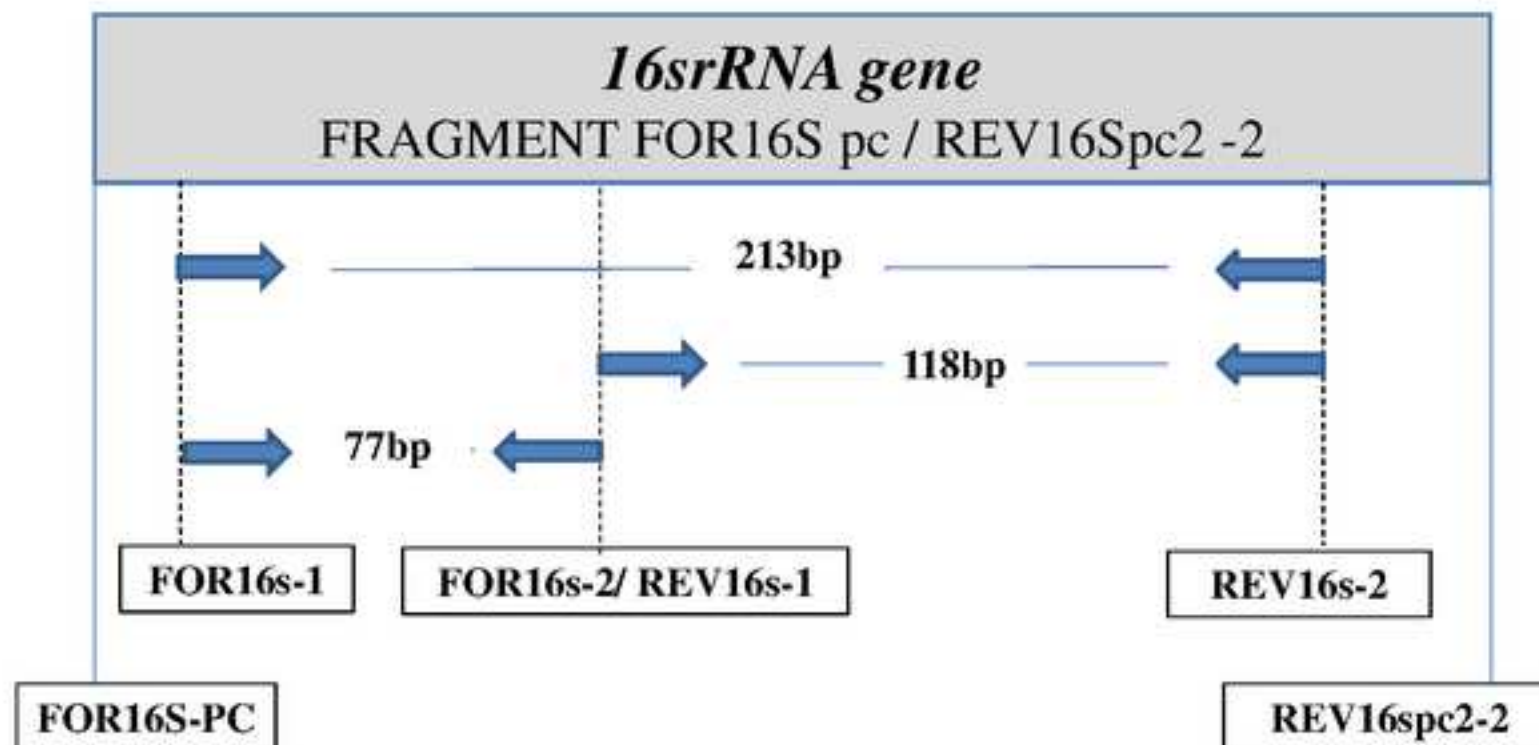 16srRNA gene
FRAGMENT FOR16S pc / REV16Spc2 -2
213bp
118bp
77bp
FOR16s-1
FOR16s-2/ REV16s-1
REV16s-2
FOR16S-PC
REV16spc2-2